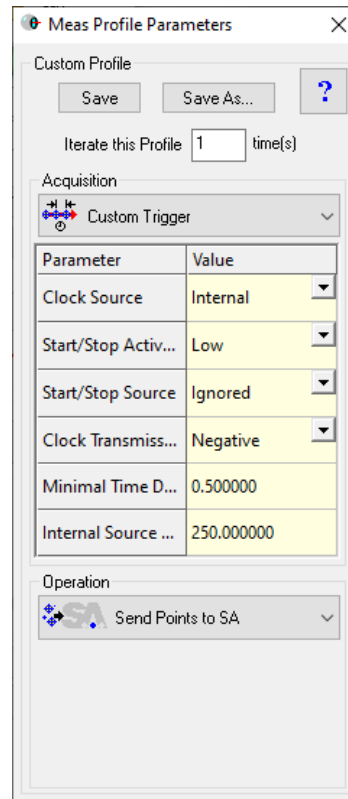 Meas Profile Parameters
Custom Profile
Save Save As... ?
Iterate this Profile 1 time(s)
Acquisition
Custom Trigger
Parameter Value
Clock Source Internal
Start/Stop Activ... Low
Start/Stop Source Ignored
Clock Transmiss... Negative
Minimal Time D... 0.500000
Internal Source ... 250.000000
Operation
SA Send Points to SA